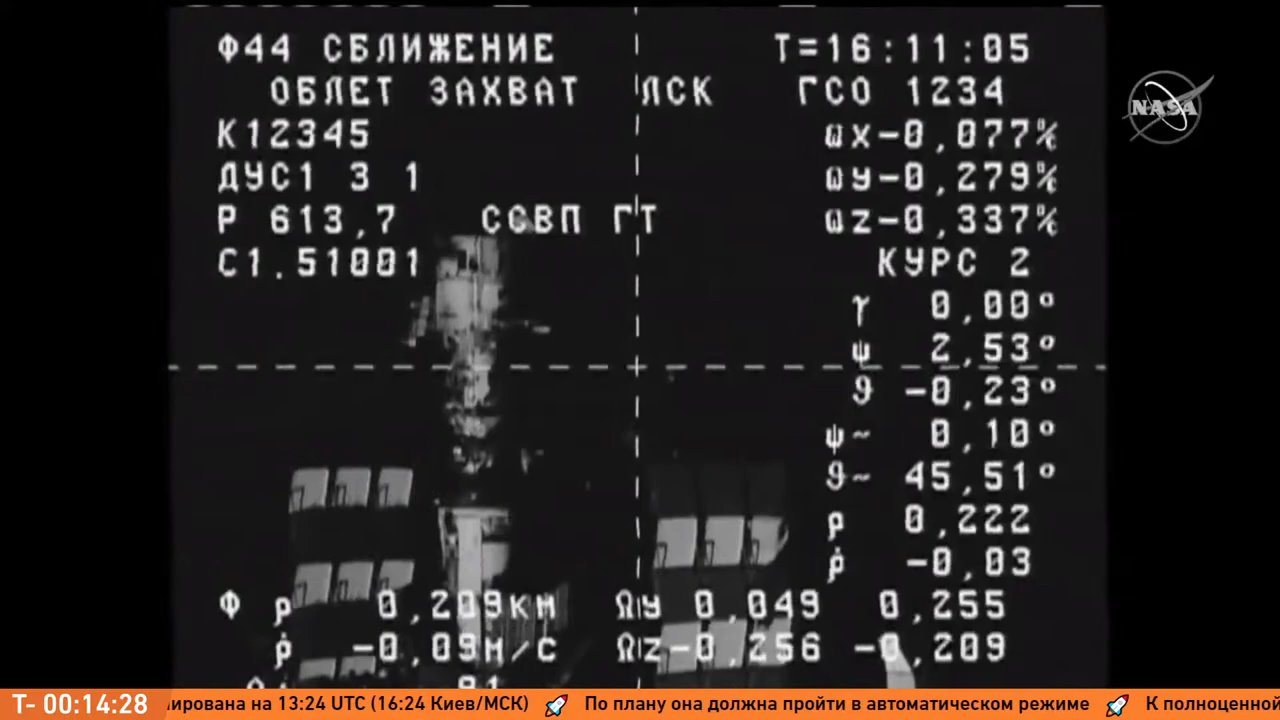 Ф44 СБЛИЖЕНИЕ T=16:11:05
ОБЛЕТ ЗАХВАТ ЛСК ГСО 1234
К12345 ωX-0,077%
ДУС1 3 1 ωУ-0,279%
Р 613,7 ССВП ГТ ωZ-0,337%
С1.51001 КУРС 2
γ 0,00°
ψ 2,53°
ϑ -0,23°
ψ~ 0,10°
ϑ~ 45,51°
ρ 0,222
ρ̇ -0,03
Ф ρ 0,209КМ ΩУ 0,049 0,255
ρ̇ -0,09М/С ΩZ-0,256 -0,209
NASA
T- 00:14:28 на 13:24 UTC (16:24 Киев/МСК) 🚀 По плану она должна пройти в автоматическом режиме 🚀 К полноценной